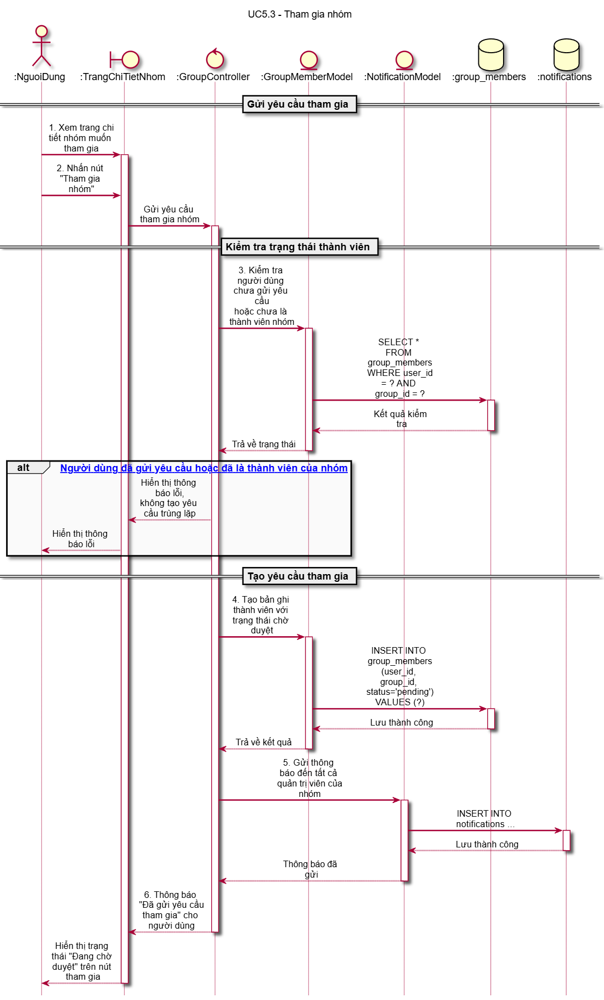 UC5.3 - Tham gia nhóm
:NguoiDung
:TrangChiTietNhom
:GroupController
:GroupMemberModel
:NotificationModel
:group_members
:notifications
Gửi yêu cầu tham gia
1. Xem trang chi
tiết nhóm muốn
tham gia
2. Nhấn nút
"Tham gia
nhóm"
Gửi yêu cầu
tham gia nhóm
Kiểm tra trạng thái thành viên
3. Kiểm tra
người dùng
chưa gửi yêu
cầu
hoặc chưa là
thành viên nhóm
SELECT *
FROM
group_members
WHERE user_id
= ? AND
group_id = ?
Kết quả kiểm
tra
Trả về trạng thái
alt
Người dùng đã gửi yêu cầu hoặc đã là thành viên của nhóm
Hiển thị thông
báo lỗi,
không tạo yêu
cầu trùng lặp
Hiển thị thông
báo lỗi
Tạo yêu cầu tham gia
4. Tạo bản ghi
thành viên với
trạng thái chờ
duyệt
INSERT INTO
group_members
(user_id,
group_id,
status='pending')
VALUES (?)
Lưu thành công
Trả về kết quả
5. Gửi thông
báo đến tất cả
quản trị viên của
nhóm
INSERT INTO
notifications ...
Lưu thành công
Thông báo đã
gửi
6. Thông báo
"Đã gửi yêu cầu
tham gia" cho
người dùng
Hiển thị trạng
thái "Đang chờ
duyệt" trên nút
tham gia